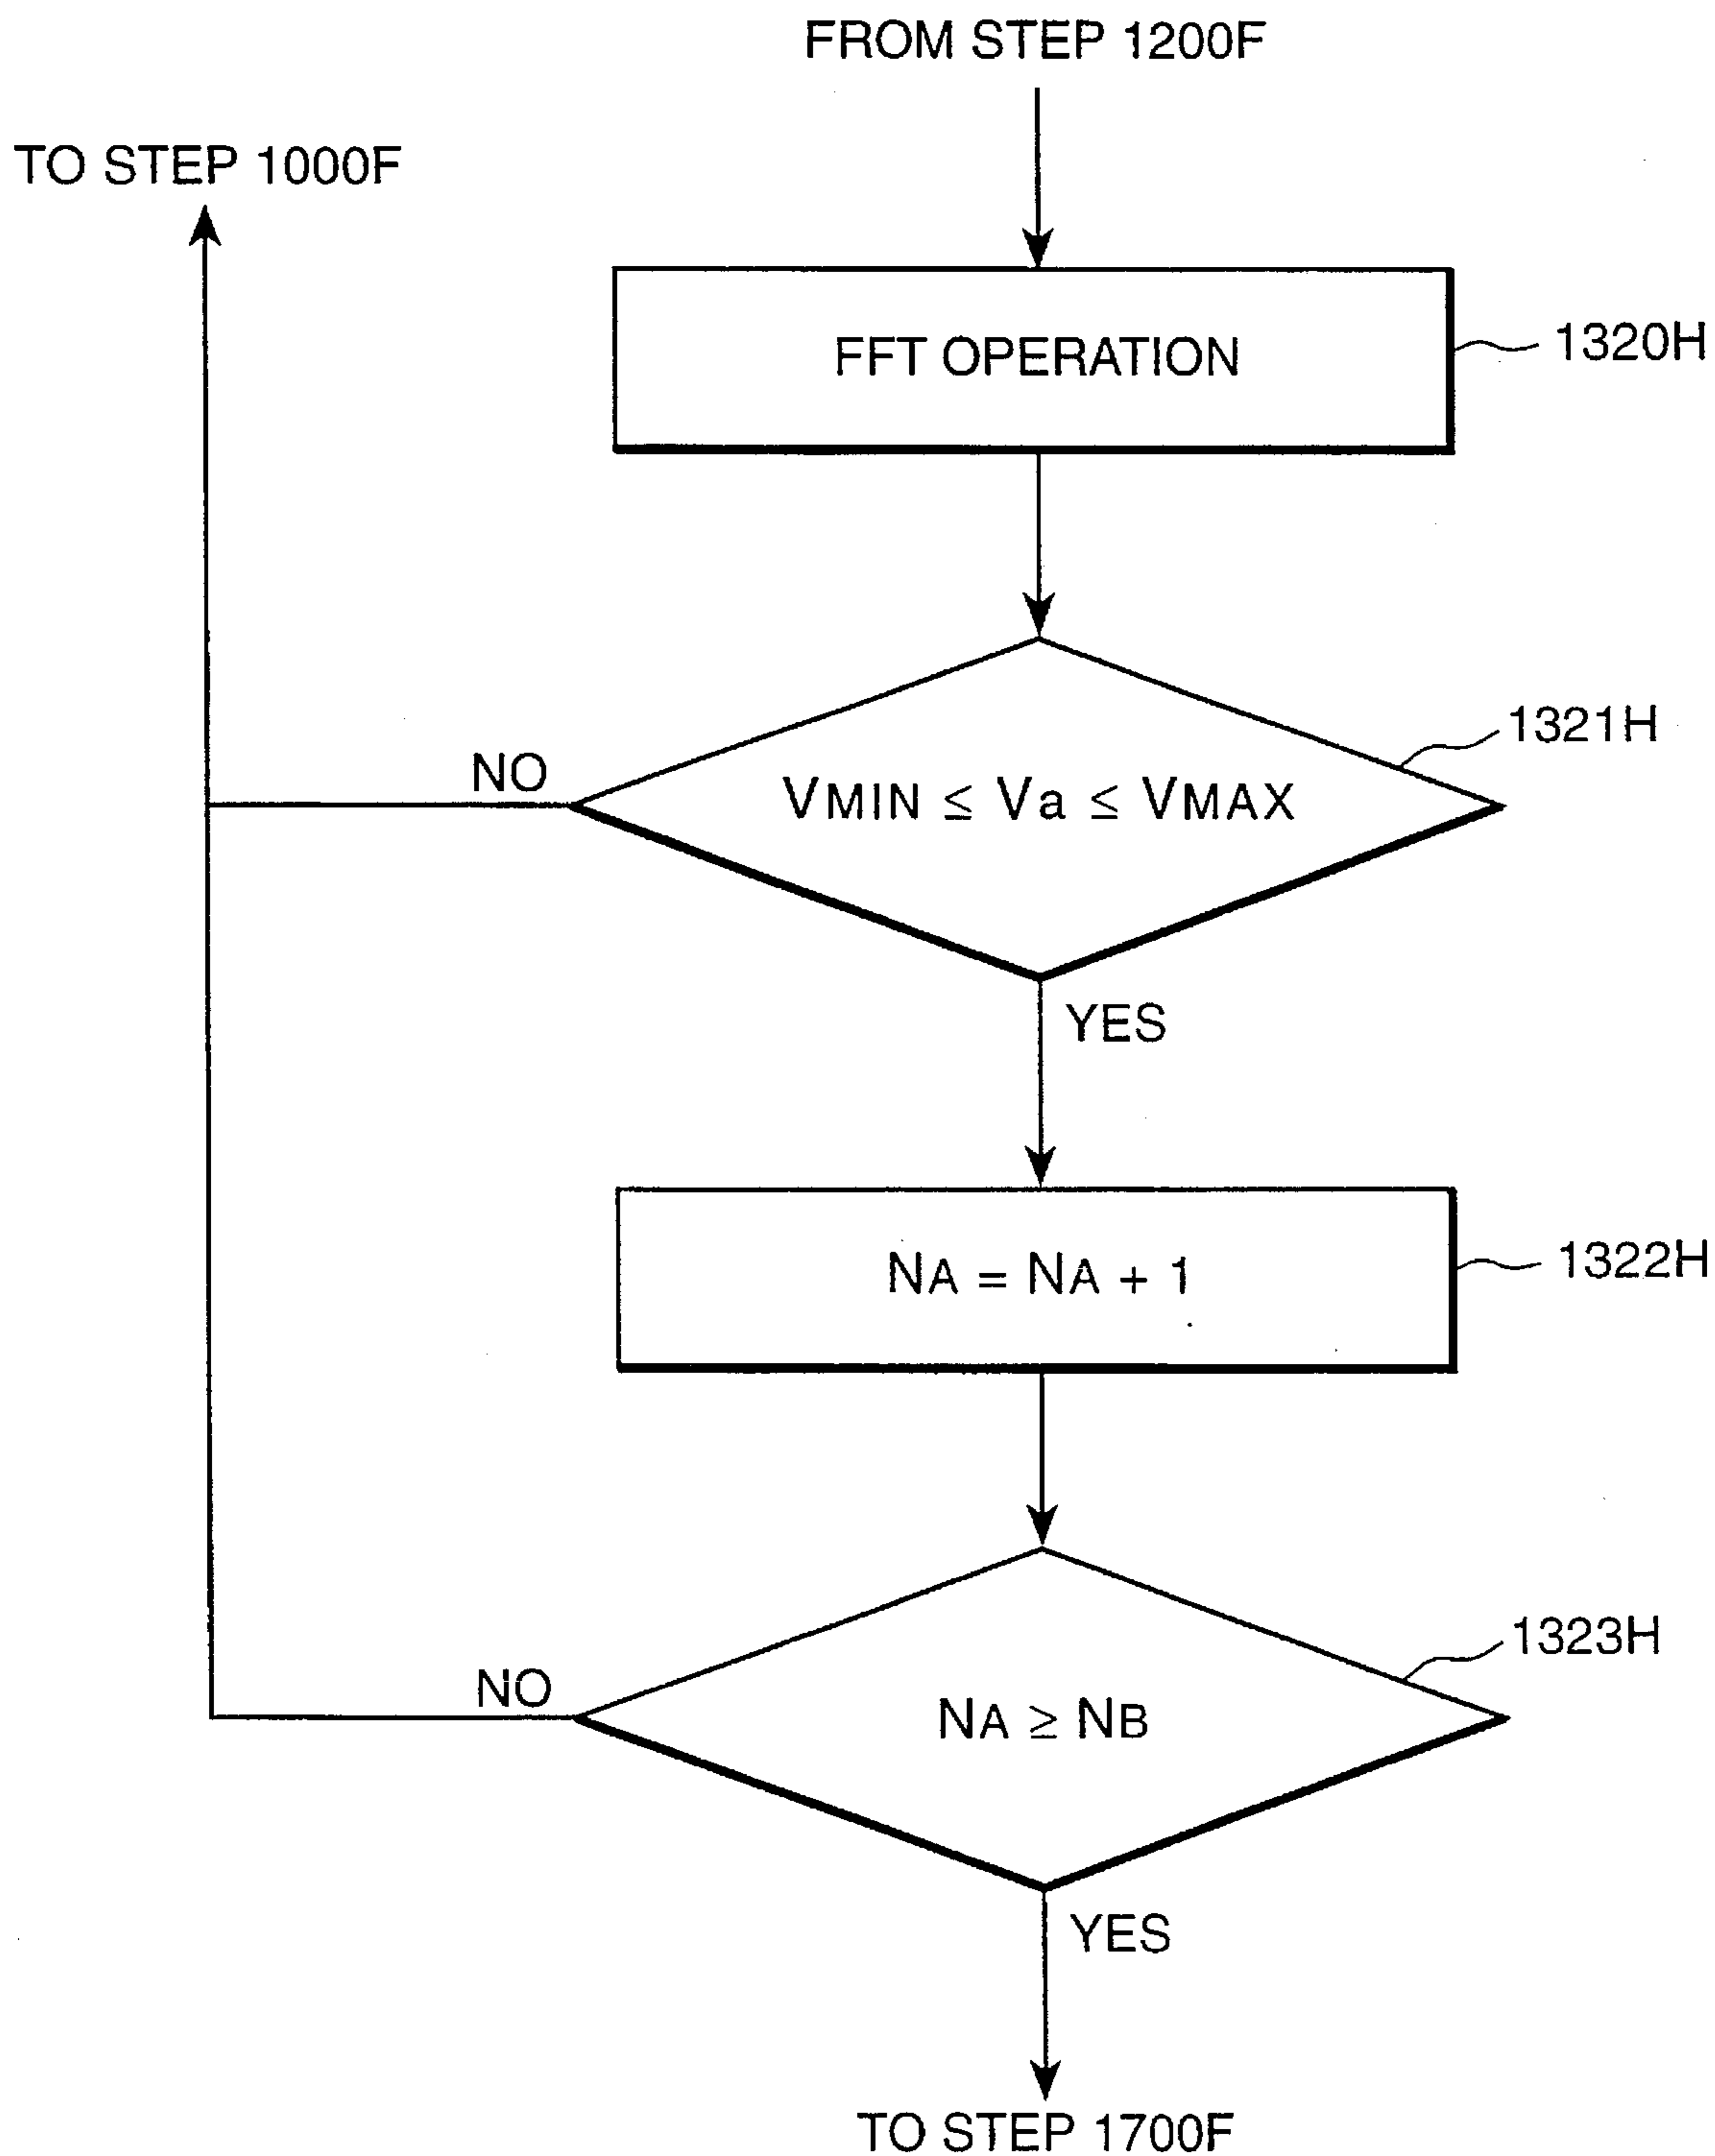 FROM STEP 1200F
TO STEP 1000F
FFT OPERATION
1320H
1321H
NO
VMIN ≤ Va ≤ VMAX
YES
NA = NA + 1
1322H
1323H
NO
NA ≥ NB
YES
TO STEP 1700F